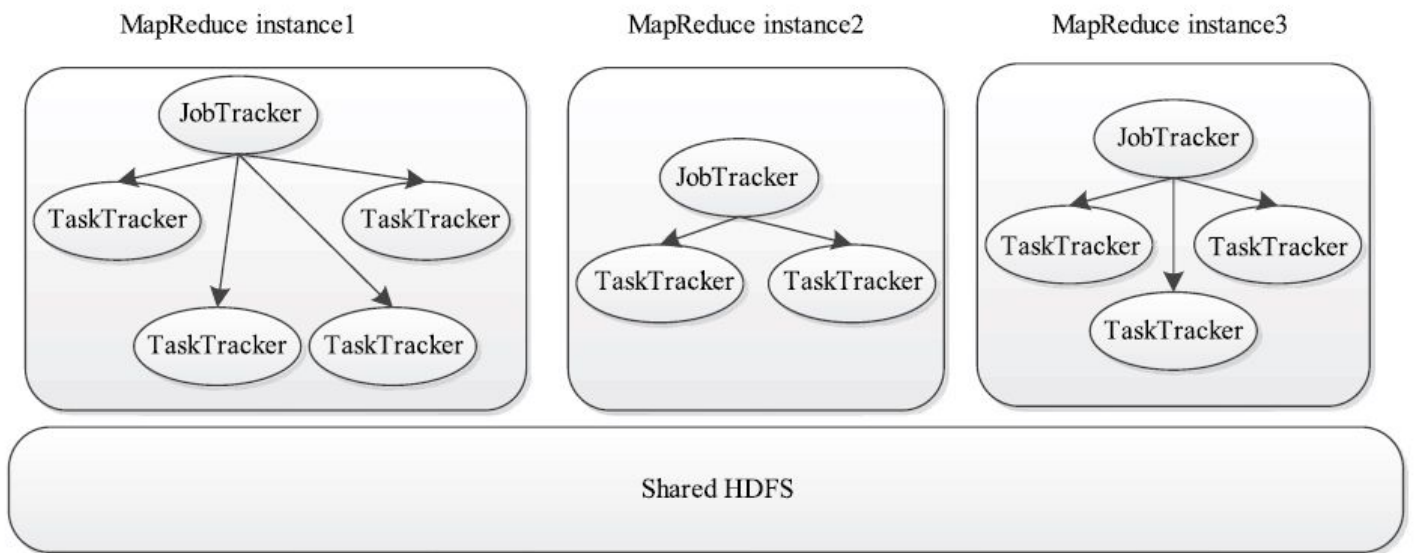 MapReduce instance1
MapReduce instance2
MapReduce instance3
JobTracker
TaskTracker
TaskTracker
TaskTracker
TaskTracker
JobTracker
TaskTracker
TaskTracker
JobTracker
TaskTracker
TaskTracker
TaskTracker
Shared HDFS